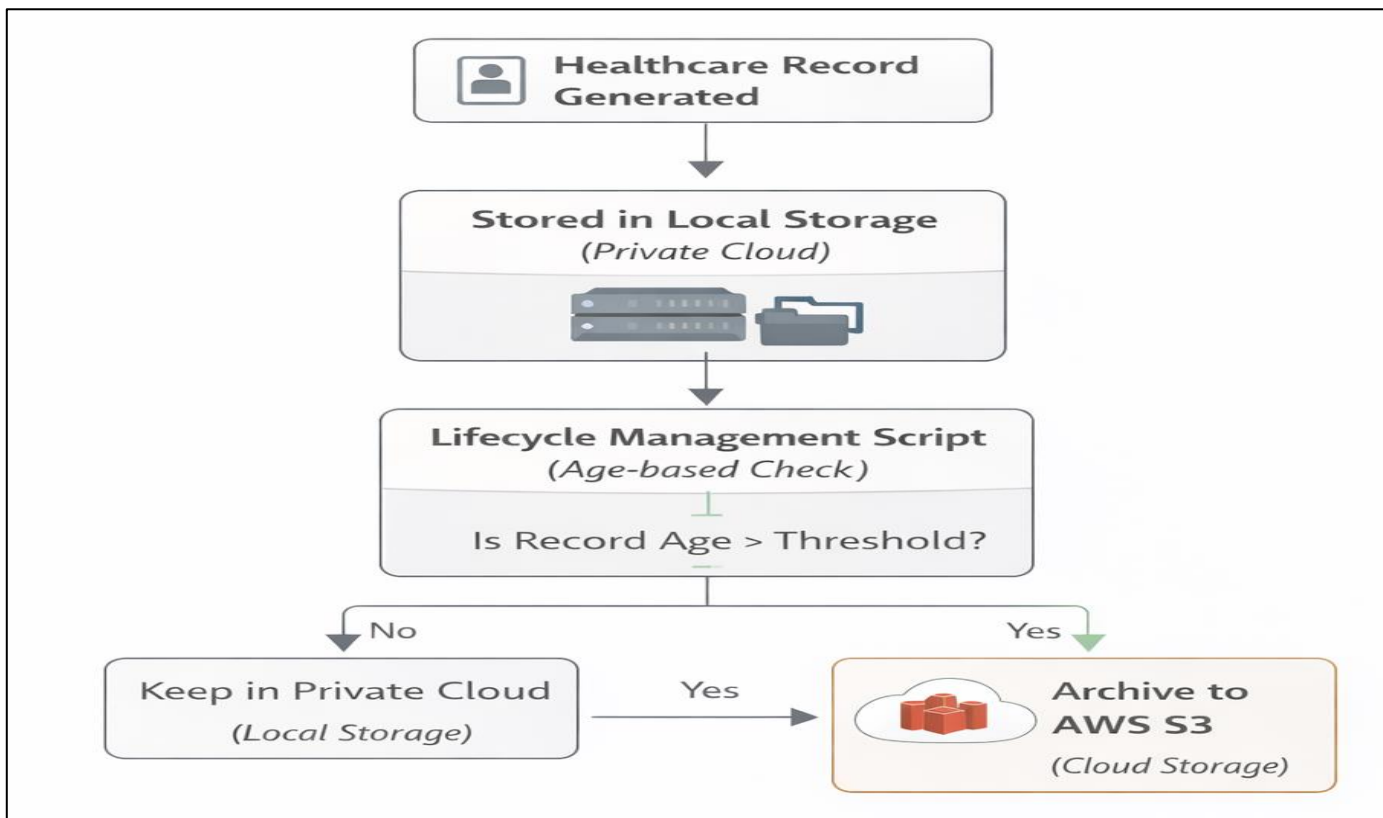 Healthcare Record
Generated
Stored in Local Storage
(Private Cloud)
Lifecycle Management Script
(Age-based Check)
Is Record Age > Threshold?
No
Yes
Keep in Private Cloud
(Local Storage)
Yes
Archive to
AWS S3
(Cloud Storage)